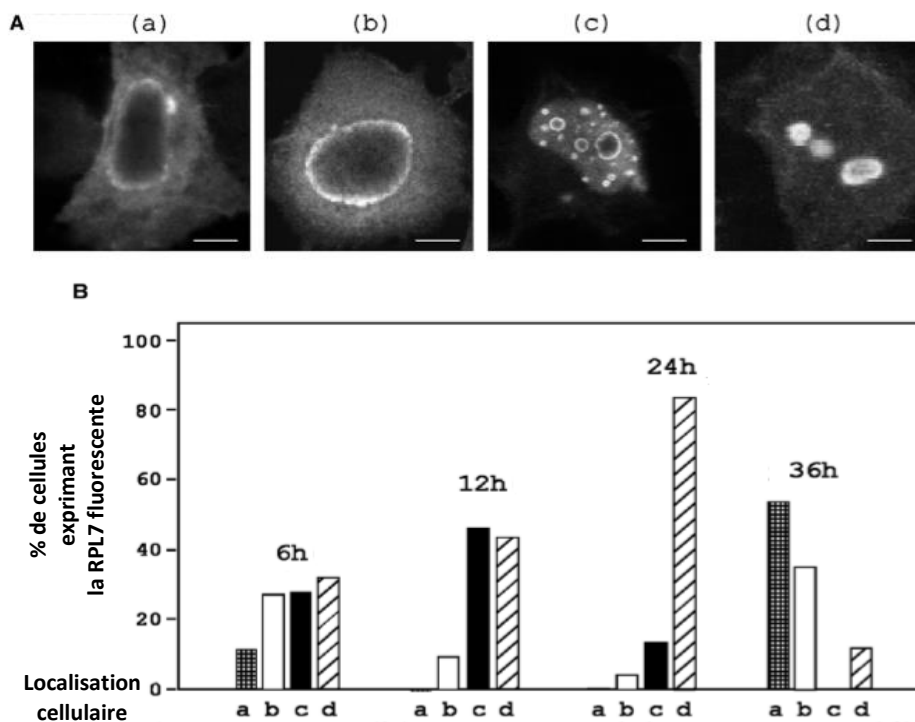 A (a) (b) (c) (d)
B
100
80
60
40
20
0
% de cellules
exprimant
la RPL7 fluorescente
6h
12h
24h
36h
Localisation
cellulaire
a b c d a b c d a b c d a b c d